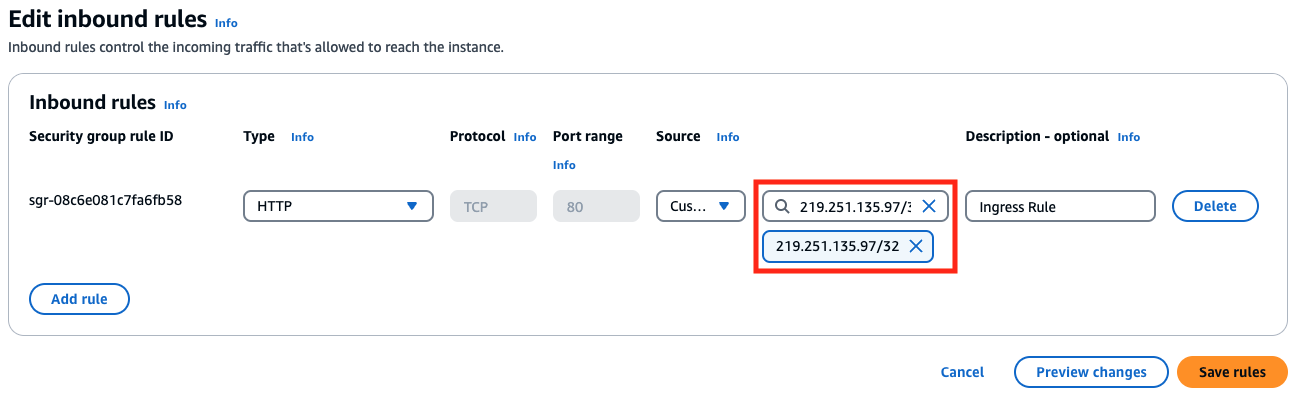 Edit inbound rules Info
Inbound rules control the incoming traffic that's allowed to reach the instance.
Inbound rules Info
Security group rule ID Type Info Protocol Info Port range Source Info Description - optional Info
Info
sgr-08c6e081c7fa6fb58 HTTP TCP 80 Cus... 219.251.135.97/3 Ingress Rule Delete
219.251.135.97/32
Add rule
Cancel Preview changes Save rules